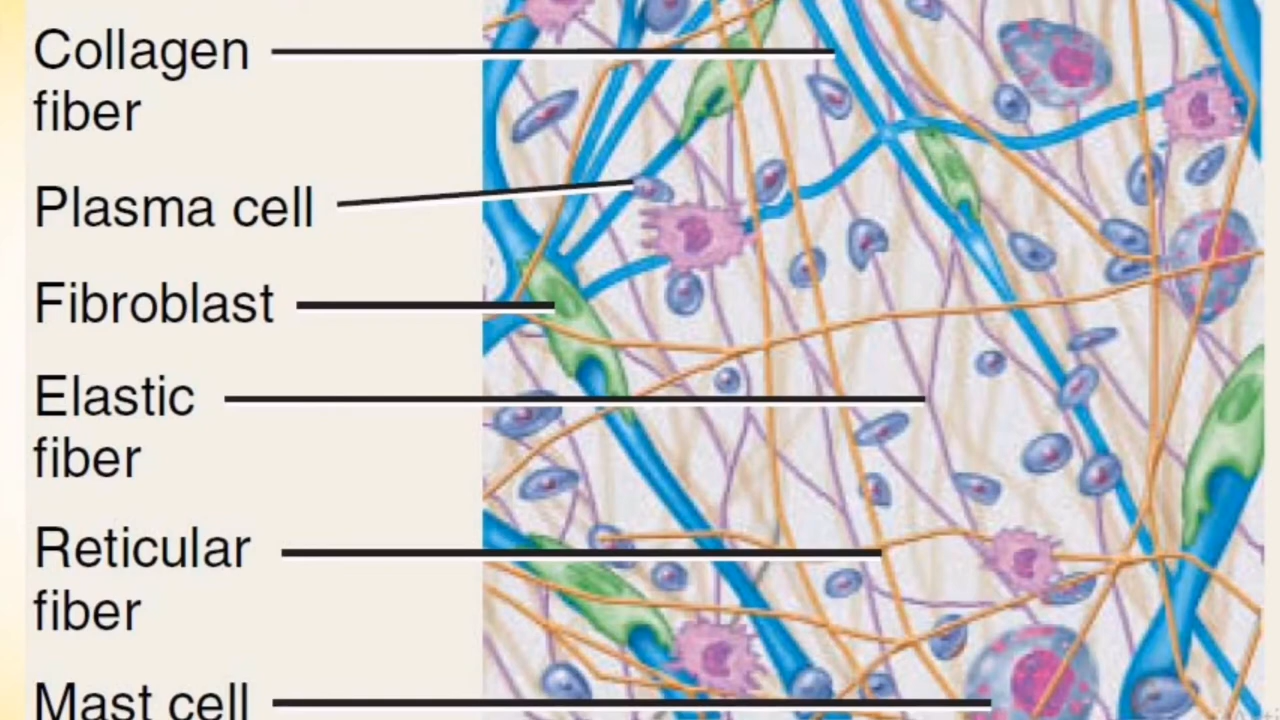 Collagen
fiber
Plasma cell
Fibroblast
Elastic
fiber
Reticular
fiber
Mast cell